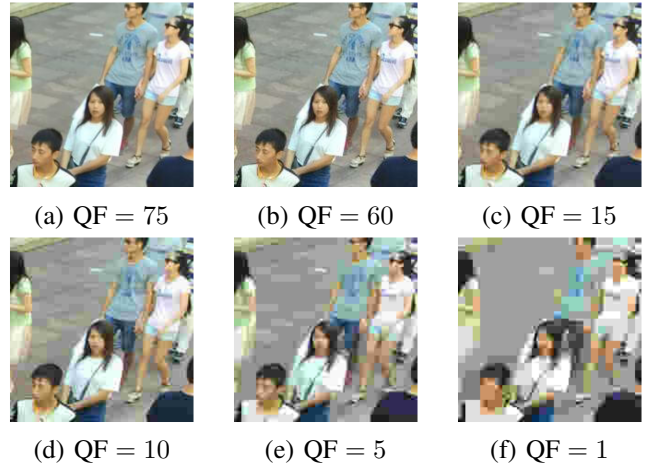 (a) QF = 75
(b) QF = 60
(c) QF = 15
(d) QF = 10
(e) QF = 5
(f) QF = 1